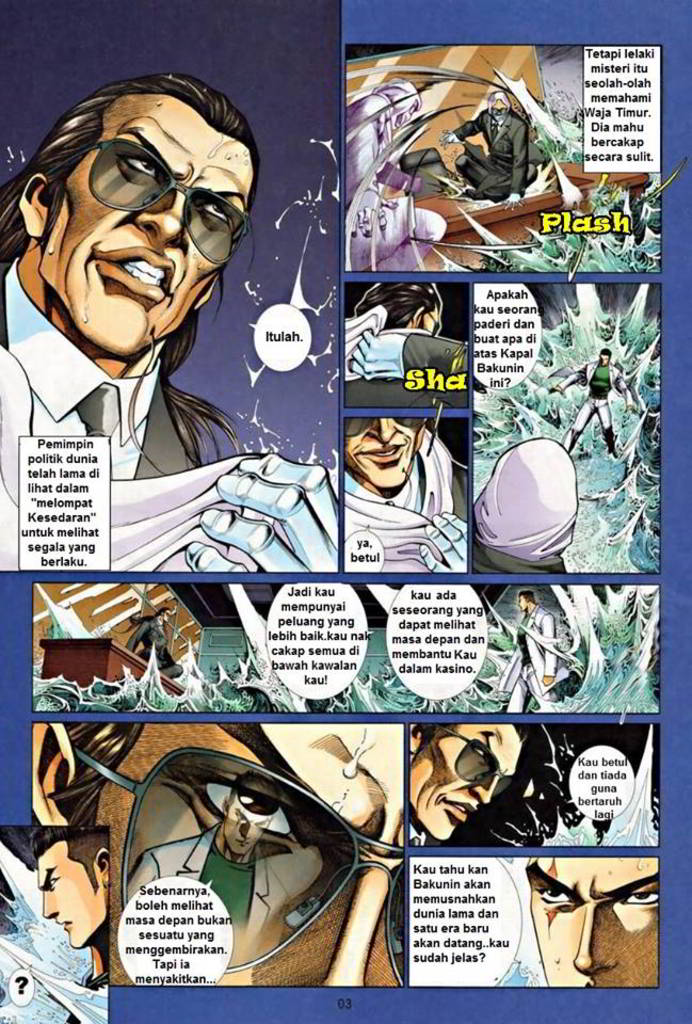 Itulah.
Pemimpin
politik dunia
telah lama di
lihat dalam
"melompat
Kesedaran"
untuk melihat
segala yang
berlaku.
Tetapi lelaki
misteri itu
seolah-olah
memahami
Waja Timur.
Dia mahu
bercakap
secara sulit.
Plash
Sha
ya,
betul
Apakah
kau seorang
paderi dan
buat apa di
atas Kapal
Bakunin
ini?
Jadi kau
mempunyai
peluang yang
lebih baik.kau nak
cakap semua di
bawah kawalan
kau!
kau ada
seseorang yang
dapat melihat
masa depan dan
membantu Kau
dalam kasino.
Sebenarnya,
boleh melihat
masa depan bukan
sesuatu yang
menggembirakan.
Tapi ia
menyakitkan...
?
Kau betul
dan tiada
guna
bertaruh
lagi
Kau tahu kan
Bakunin akan
memusnahkan
dunia lama dan
satu era baru
akan datang..kau
sudah jelas?
03